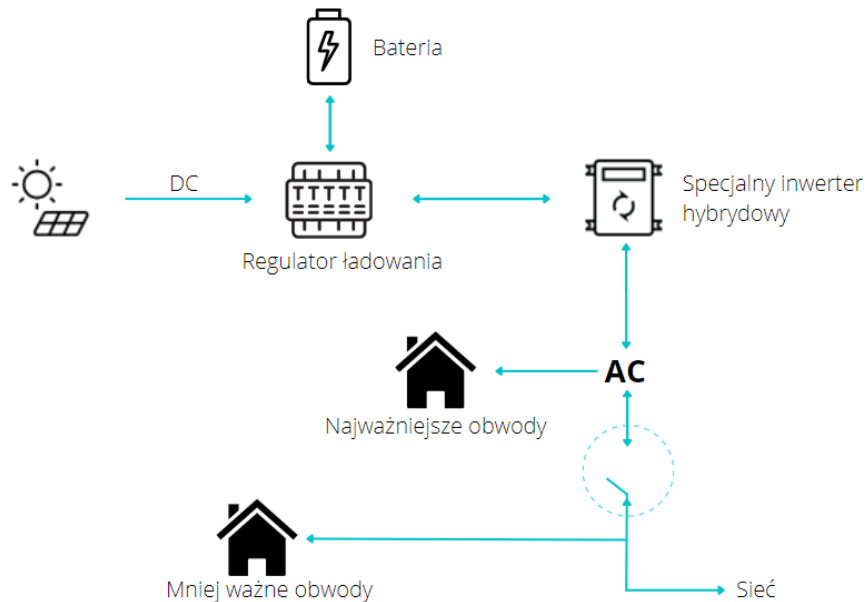 Bateria
DC
Specjalny inwerter
hybrydowy
Regulator ładowania
AC
Najważniejsze obwody
Mniej ważne obwody
Sieć